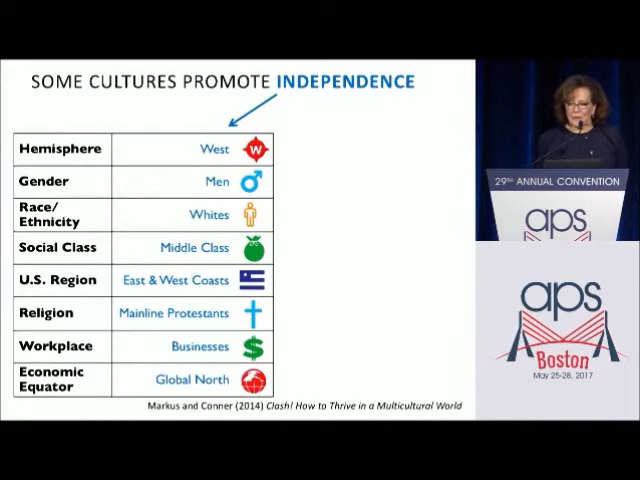 SOME CULTURES PROMOTE INDEPENDENCE
Hemisphere West W
Gender Men
Race/
Ethnicity Whites
Social Class Middle Class
U.S. Region East & West Coasts
Religion Mainline Protestants
Workplace Businesses $
Economic
Equator Global North
Markus and Conner (2014) Clash! How to Thrive in a Multicultural World
29TH ANNUAL CONVENTION
aps
aps
Boston
May 25-28, 2017